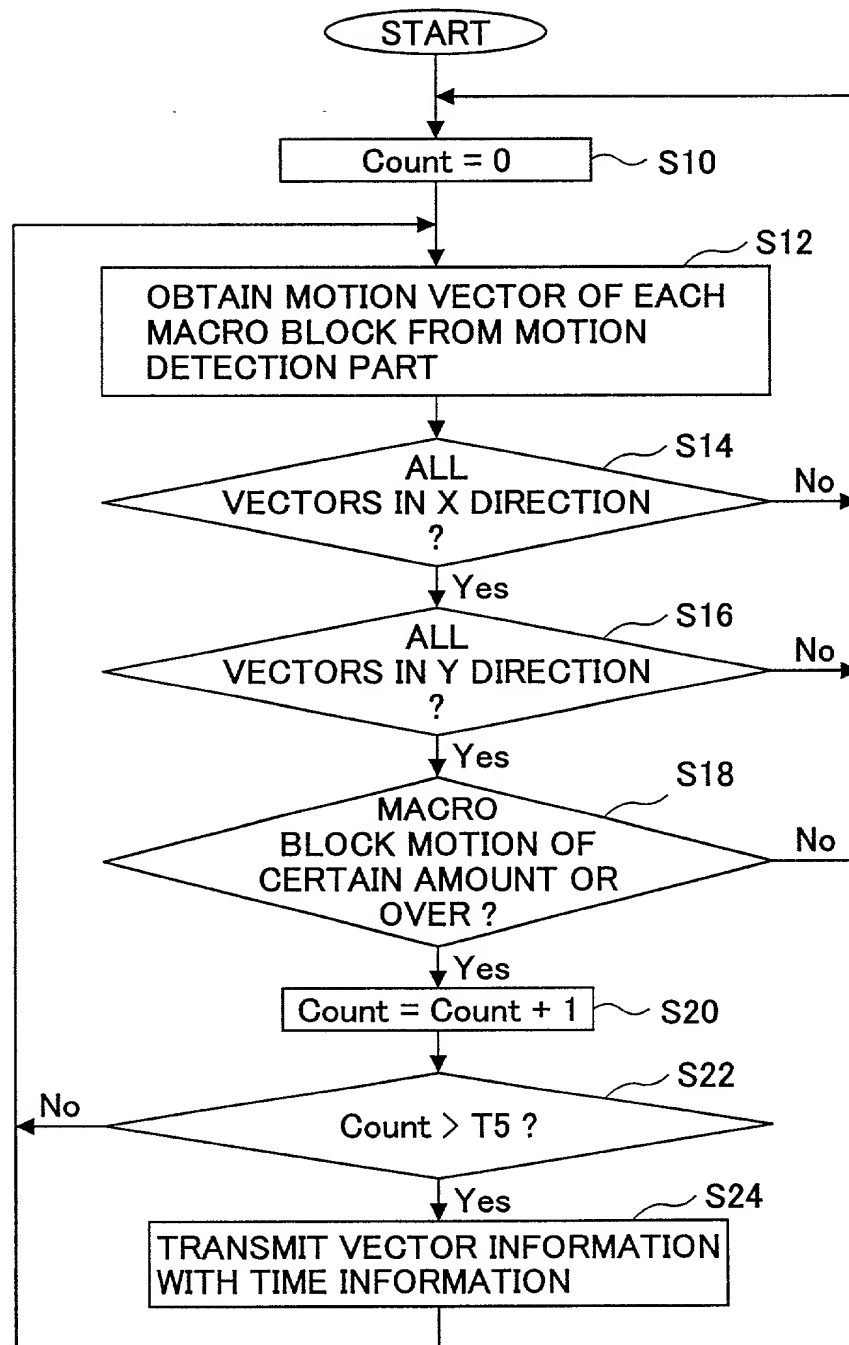 START
Count = 0
S10
S12
OBTAIN MOTION VECTOR OF EACH
MACRO BLOCK FROM MOTION
DETECTION PART
S14
ALL
VECTORS IN X DIRECTION
?
No
Yes
S16
ALL
VECTORS IN Y DIRECTION
?
No
Yes
S18
MACRO
BLOCK MOTION OF
CERTAIN AMOUNT OR
OVER ?
No
Yes
Count = Count + 1
S20
S22
No
Count > T5 ?
Yes
S24
TRANSMIT VECTOR INFORMATION
WITH TIME INFORMATION